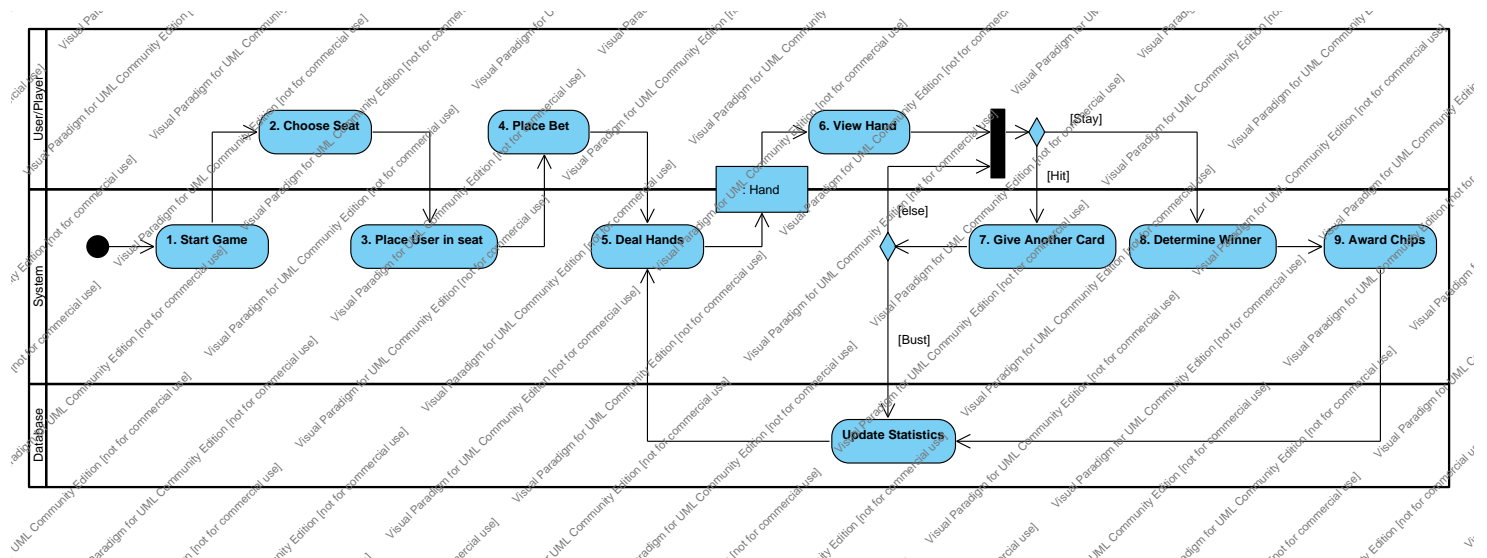 User/Player
2. Choose Seat
4. Place Bet
6. View Hand
[Stay]
[Hit]
: Hand
[else]
System
1. Start Game
3. Place User in seat
5. Deal Hands
7. Give Another Card
8. Determine Winner
9. Award Chips
[Bust]
Database
Update Statistics
Visual Paradigm for UML Community Edition [not for commercial use]